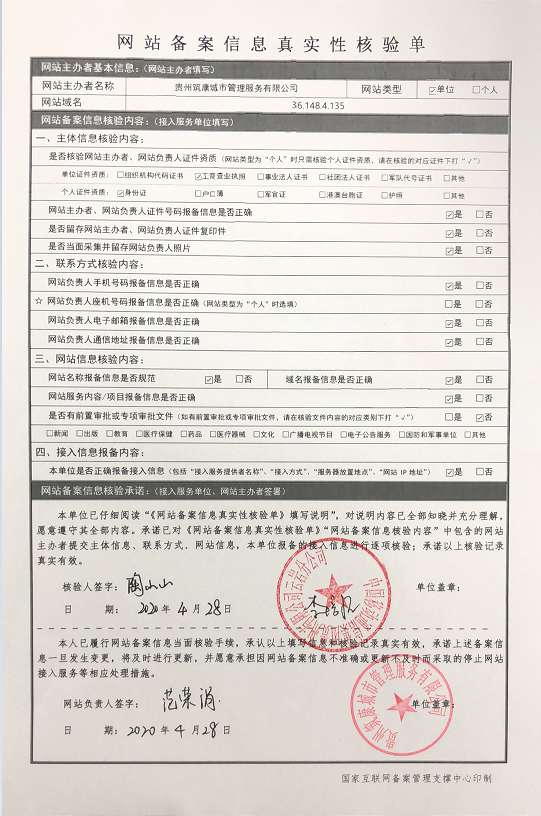 网站备案信息真实性核验单
网站主办者基本信息：（网站主办者填写）
网站主办者名称 贵州筑康城市管理服务有限公司 网站类型 ☑单位 □个人
网站域名 36.148.4.135
网站备案信息核验内容：（接入服务单位填写）
一、主体信息核验内容：
是否核验网站主办者、网站负责人证件资质（网站类型为“个人”时只需核验个人证件资质，请在核验的对应证件下打“√”）
单位证件资质： □组织机构代码证书 ☑工商营业执照 □事业法人证书 □社团法人证书 □军队代号证书 □其他
个人证件资质： ☑身份证 □户口簿 □军官证 □港澳台胞证 □护照 □其他
网站主办者、网站负责人证件号码报备信息是否正确 ☑是 □否
是否留存网站主办者、网站负责人证件复印件 ☑是 □否
是否当面采集并留存网站负责人照片 ☑是 □否
二、联系方式核验内容：
网站负责人手机号码报备信息是否正确 ☑是 □否
☆ 网站负责人座机号码报备信息是否正确（网站类型为“个人”时选填） □是 □否
网站负责人电子邮箱报备信息是否正确 ☑是 □否
网站负责人通信地址报备信息是否正确 ☑是 □否
三、网站信息核验内容：
网站名称报备信息是否规范 ☑是 □否 域名报备信息是否正确 ☑是 □否
网站服务内容/项目报备信息是否正确 ☑是 □否
是否有前置审批或专项审批文件（如有前置审批或专项审批文件，请在核验文件内容的对应类别下打“√”） □是 ☑否
□新闻 □出版 □教育 □医疗保健 □药品 □医疗器械 □文化 □广播电视节目 □电子公告服务 □国防和军事单位 □其他
四、接入信息报备内容：
本单位是否正确报备接入信息（包括“接入服务提供者名称”、“接入方式”、“服务器放置地点”、“网站 IP 地址”） ☑是 □否
网站备案信息核验承诺：（接入服务单位、网站主办者签署）
本单位已仔细阅读“《网站备案信息真实性核验单》填写说明”，对说明内容已全部知晓并充分理解，
愿意遵守其全部内容。承诺已对《网站备案信息真实性核验单》“网站备案信息核验内容”中包含的网站
主办者提交主体信息、联系方式、网站信息，本单位报备的接入信息进行逐项核验；承诺以上核验记录
真实有效。
核验人签字： 陶山山 单位盖章：
日 期： 2020 年 4 月 28 日
本人已履行网站备案信息当面核验手续，承认以上填写信息和核验记录真实有效，承诺上述备案信
息一旦发生变更，将及时进行更新，并愿意承担因网站备案信息不准确或更新不及时而采取的停止网站
接入服务等相应处理措施。
网站负责人签字： 单位盖章：
贵州筑康城市管理服务有限公司
日 期： 2020 年 4 月 28 日
国家互联网备案管理支撑中心印制